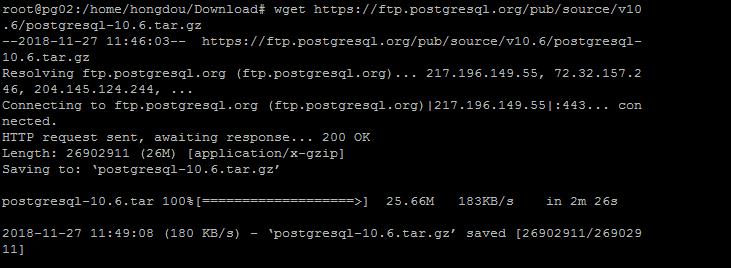 root@pg02:/home/hongdou/Download# wget https://ftp.postgresql.org/pub/source/v10
.6/postgresql-10.6.tar.gz
--2018-11-27 11:46:03--  https://ftp.postgresql.org/pub/source/v10.6/postgresql-
10.6.tar.gz
Resolving ftp.postgresql.org (ftp.postgresql.org)... 217.196.149.55, 72.32.157.2
46, 204.145.124.244, ...
Connecting to ftp.postgresql.org (ftp.postgresql.org)|217.196.149.55|:443... con
nected.
HTTP request sent, awaiting response... 200 OK
Length: 26902911 (26M) [application/x-gzip]
Saving to: ‘postgresql-10.6.tar.gz’
postgresql-10.6.tar 100%[===================>]  25.66M   183KB/s    in 2m 26s
2018-11-27 11:49:08 (180 KB/s) - ‘postgresql-10.6.tar.gz’ saved [26902911/269029
11]